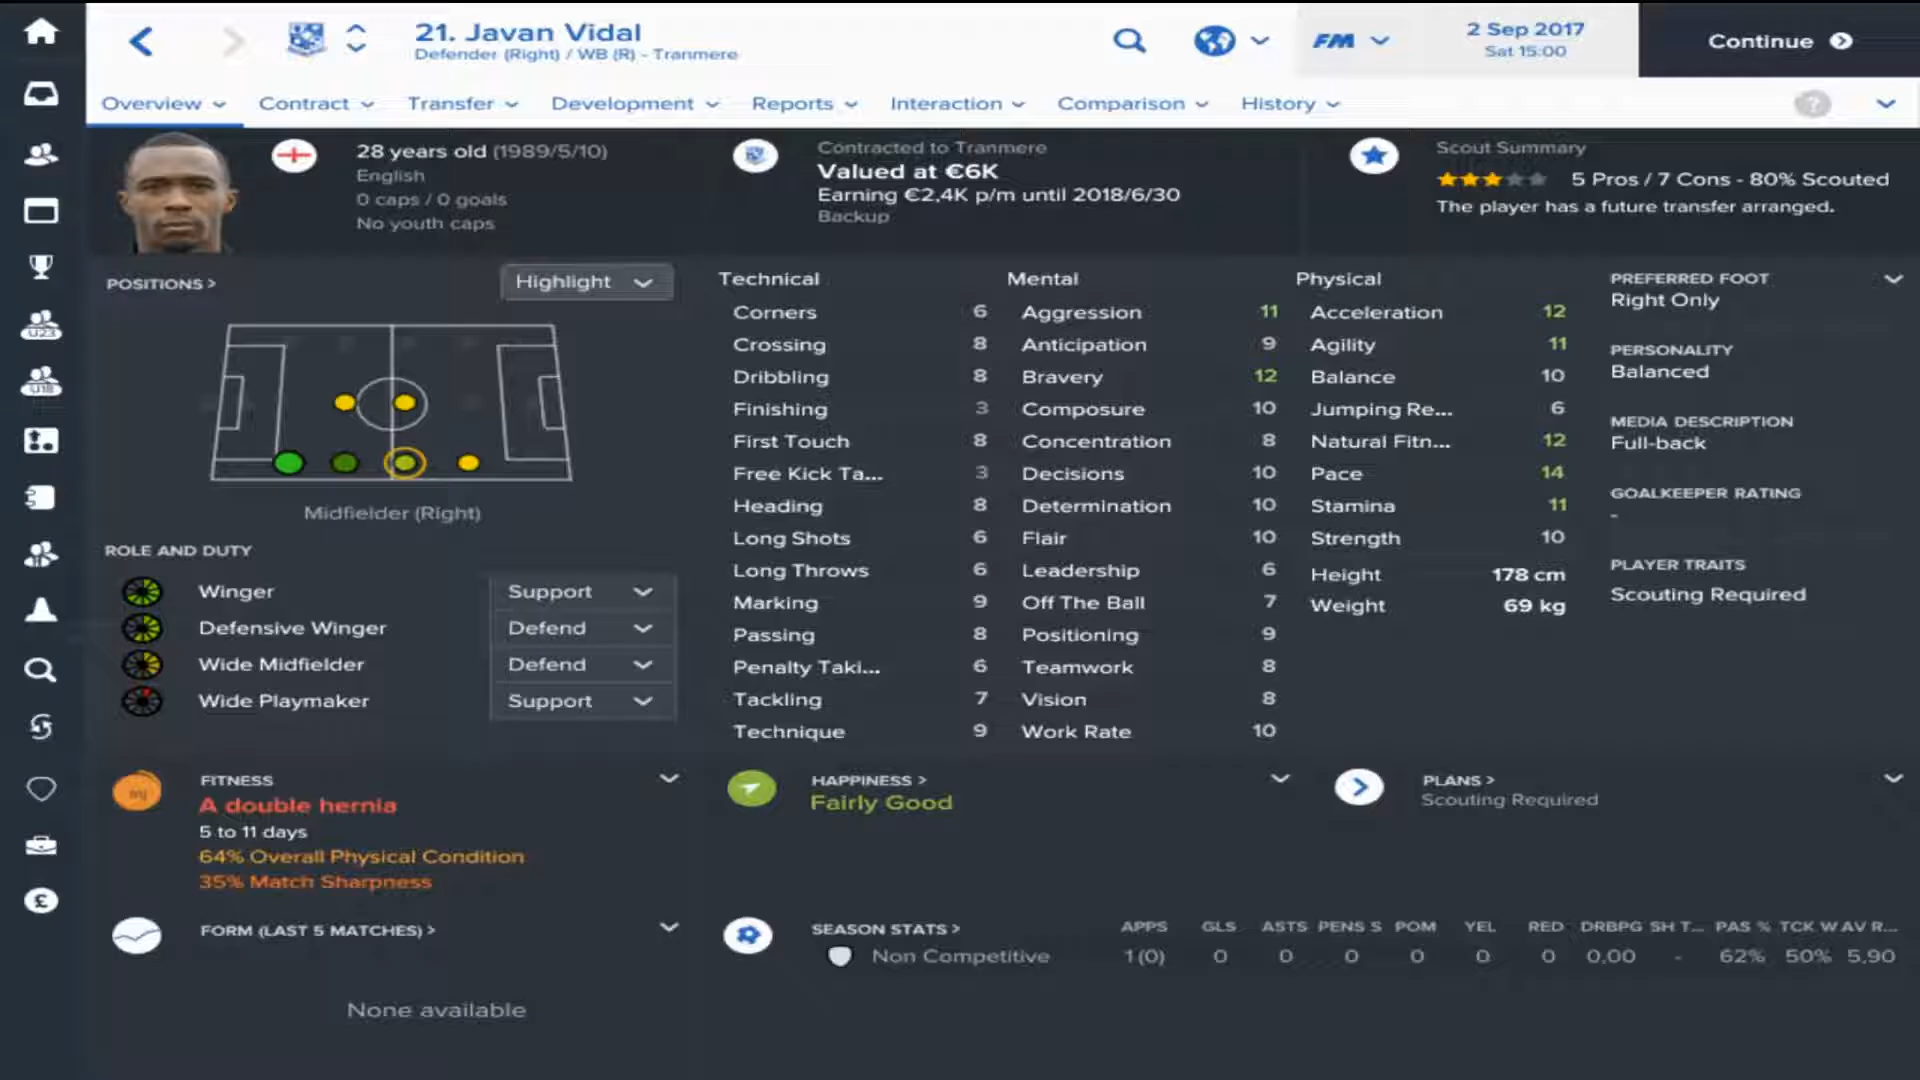 21. Javan Vidal
Defender (Right) / WB (R) - Tranmere
FM
2 Sep 2017
Sat 15:00
Continue
Overview Contract Transfer Development Reports Interaction Comparison History
?
28 years old (1989/5/10)
English
0 caps / 0 goals
No youth caps
Contracted to Tranmere
Valued at €6K
Earning €2,4K p/m until 2018/6/30
Backup
Scout Summary
5 Pros / 7 Cons - 80% Scouted
The player has a future transfer arranged.
U23
U18
POSITIONS >
Highlight
Midfielder (Right)
ROLE AND DUTY
Winger Support
Defensive Winger Defend
Wide Midfielder Defend
Wide Playmaker Support
Technical
Corners 6
Crossing 8
Dribbling 8
Finishing 3
First Touch 8
Free Kick Ta... 3
Heading 8
Long Shots 6
Long Throws 6
Marking 9
Passing 8
Penalty Taki... 6
Tackling 7
Technique 9
Mental
Aggression 11
Anticipation 9
Bravery 12
Composure 10
Concentration 8
Decisions 10
Determination 10
Flair 10
Leadership 6
Off The Ball 7
Positioning 9
Teamwork 8
Vision 8
Work Rate 10
Physical
Acceleration 12
Agility 11
Balance 10
Jumping Re... 6
Natural Fitn... 12
Pace 14
Stamina 11
Strength 10
Height 178 cm
Weight 69 kg
PREFERRED FOOT
Right Only
PERSONALITY
Balanced
MEDIA DESCRIPTION
Full-back
GOALKEEPER RATING
-
PLAYER TRAITS
Scouting Required
Inj
FITNESS
A double hernia
5 to 11 days
64% Overall Physical Condition
35% Match Sharpness
HAPPINESS >
Fairly Good
PLANS >
Scouting Required
FORM (LAST 5 MATCHES) >
None available
SEASON STATS > APPS GLS ASTS PENS S POM YEL RED DRBPG SH T... PAS % TCK W AV R...
Non Competitive 1 (0) 0 0 0 0 0 0 0,00 - 62% 50% 5,90
£